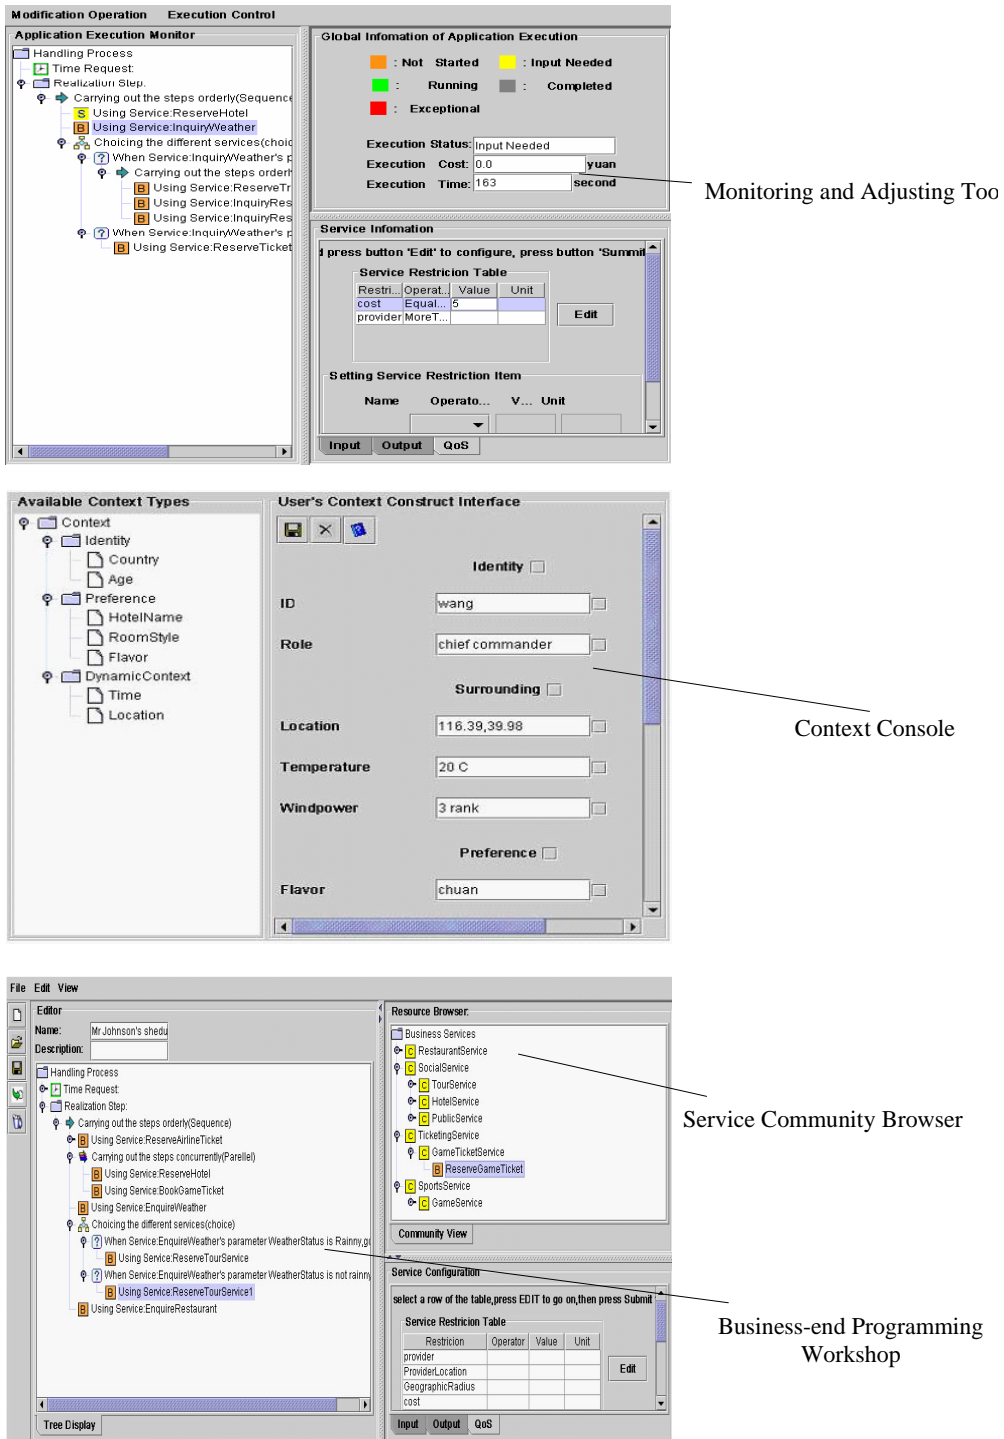 Modification Operation Execution Control
Application Execution Monitor
Handling Process
Time Request:
Realization Step:
Carrying out the steps orderly(Sequence
S Using Service:ReserveHotel
B Using Service:InquiryWeather
Choicing the different services(choic
? When Service:InquiryWeather's p
Carrying out the steps orderl
B Using Service:ReserveTr
B Using Service:InquiryRes
B Using Service:InquiryRes
? When Service:InquiryWeather's p
B Using Service:ReserveTicket
Global Infomation of Application Execution
: Not Started : Input Needed
: Running : Completed
: Exceptional
Execution Status: Input Needed
Execution Cost: 0.0 yuan
Execution Time: 163 second
Service Infomation
press button 'Edit' to configure, press button 'Summit
Service Restricion Table
Restri... Operat... Value Unit
cost Equal... 5
provider MoreT...
Edit
Setting Service Restriction Item
Name Operato... V... Unit
Input Output QoS
Monitoring and Adjusting Too
Available Context Types
Context
Identity
Country
Age
Preference
HotelName
RoomStyle
Flavor
DynamicContext
Time
Location
User's Context Construct Interface
Identity
ID wang
Role chief commander
Surrounding
Location 116.39,39.98
Temperature 20 C
Windpower 3 rank
Preference
Flavor chuan
Context Console
File Edit View
Editor
Name: Mr Johnson's shedu
Description:
Handling Process
Time Request:
Realization Step:
Carrying out the steps orderly(Sequence)
B Using Service:ReserveAirlineTicket
Carrying out the steps concurrently(Parellel)
B Using Service:ReserveHotel
B Using Service:BookGameTicket
B Using Service:EnquireWeather
Choicing the different services(choice)
? When Service:EnquireWeather's parameter WeatherStatus is Rainny,go
B Using Service:ReserveTourService
? When Service:EnquireWeather's parameter WeatherStatus is not rainny
B Using Service:ReserveTourService1
B Using Service:EnquireRestaurant
Tree Display
Resource Browser:
Business Services
C RestaurantService
C SocialService
C TourService
C HotelService
C PublicService
C TicketingService
C GameTicketService
B ReserveGameTicket
C SportsService
C GameService
Community View
Service Configuration
select a row of the table,press EDIT to go on,then press Submit
Service Restricion Table
Restricion Operator Value Unit
provider
ProviderLocation
GeographicRadius
cost
Edit
Input Output QoS
Service Community Browser
Business-end Programming
Workshop